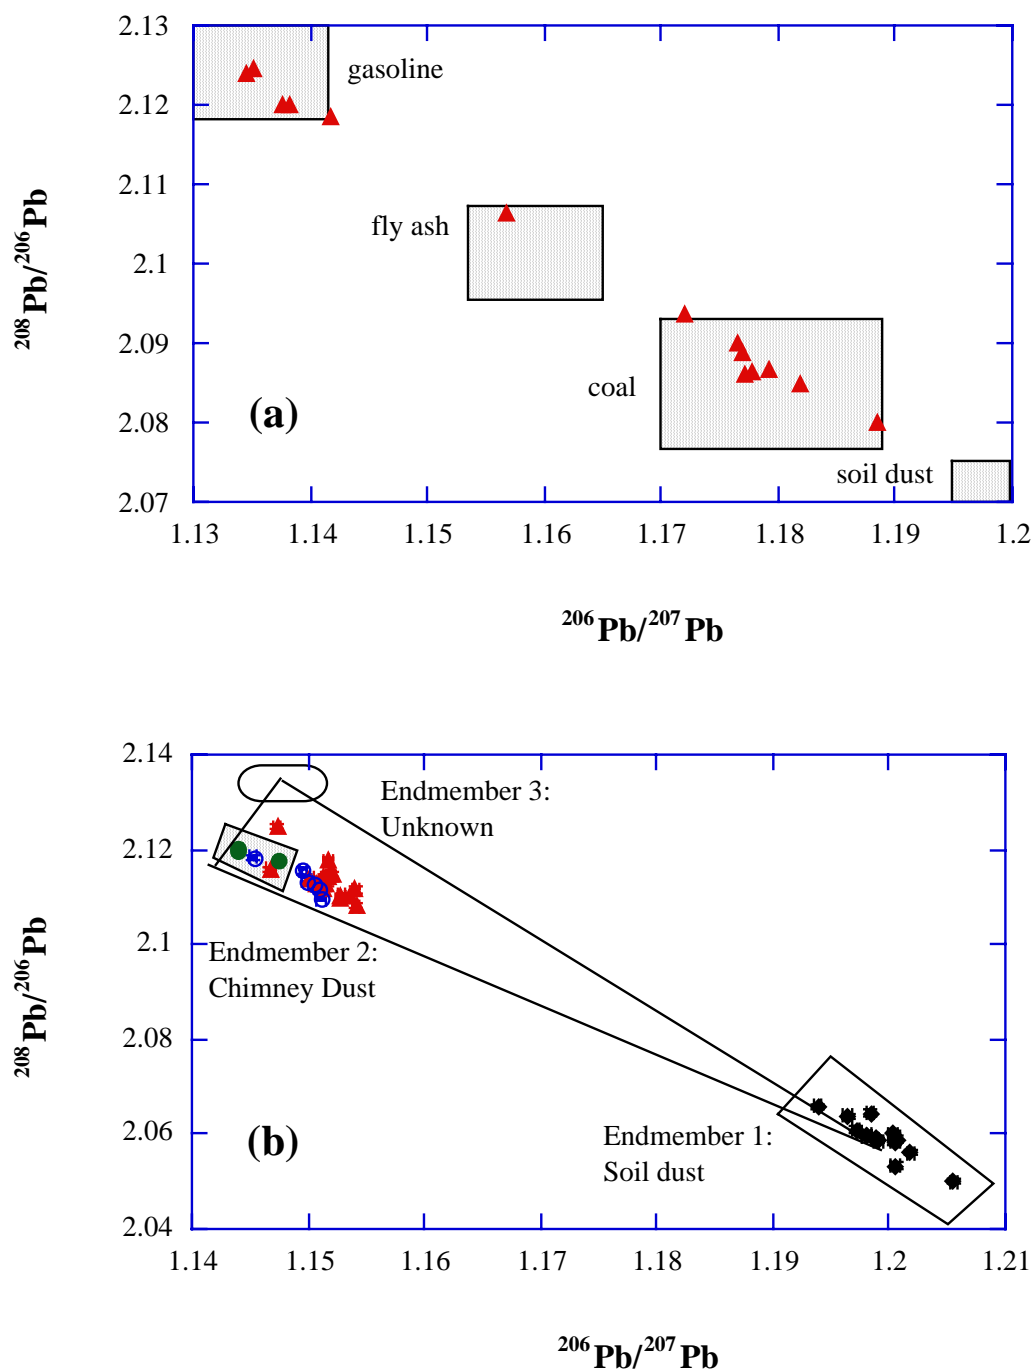 2.13
gasoline
2.12
2.11
fly ash
2.1
2.09
coal
(a)
2.08
soil dust
2.07
1.13 1.14 1.15 1.16 1.17 1.18 1.19 1.2
208Pb/206Pb
206Pb/207Pb
2.14
Endmember 3:
Unknown
2.12
2.1
Endmember 2:
Chimney Dust
2.08
2.06
Endmember 1:
Soil dust
(b)
2.04
1.14 1.15 1.16 1.17 1.18 1.19 1.2 1.21
208Pb/206Pb
206Pb/207Pb